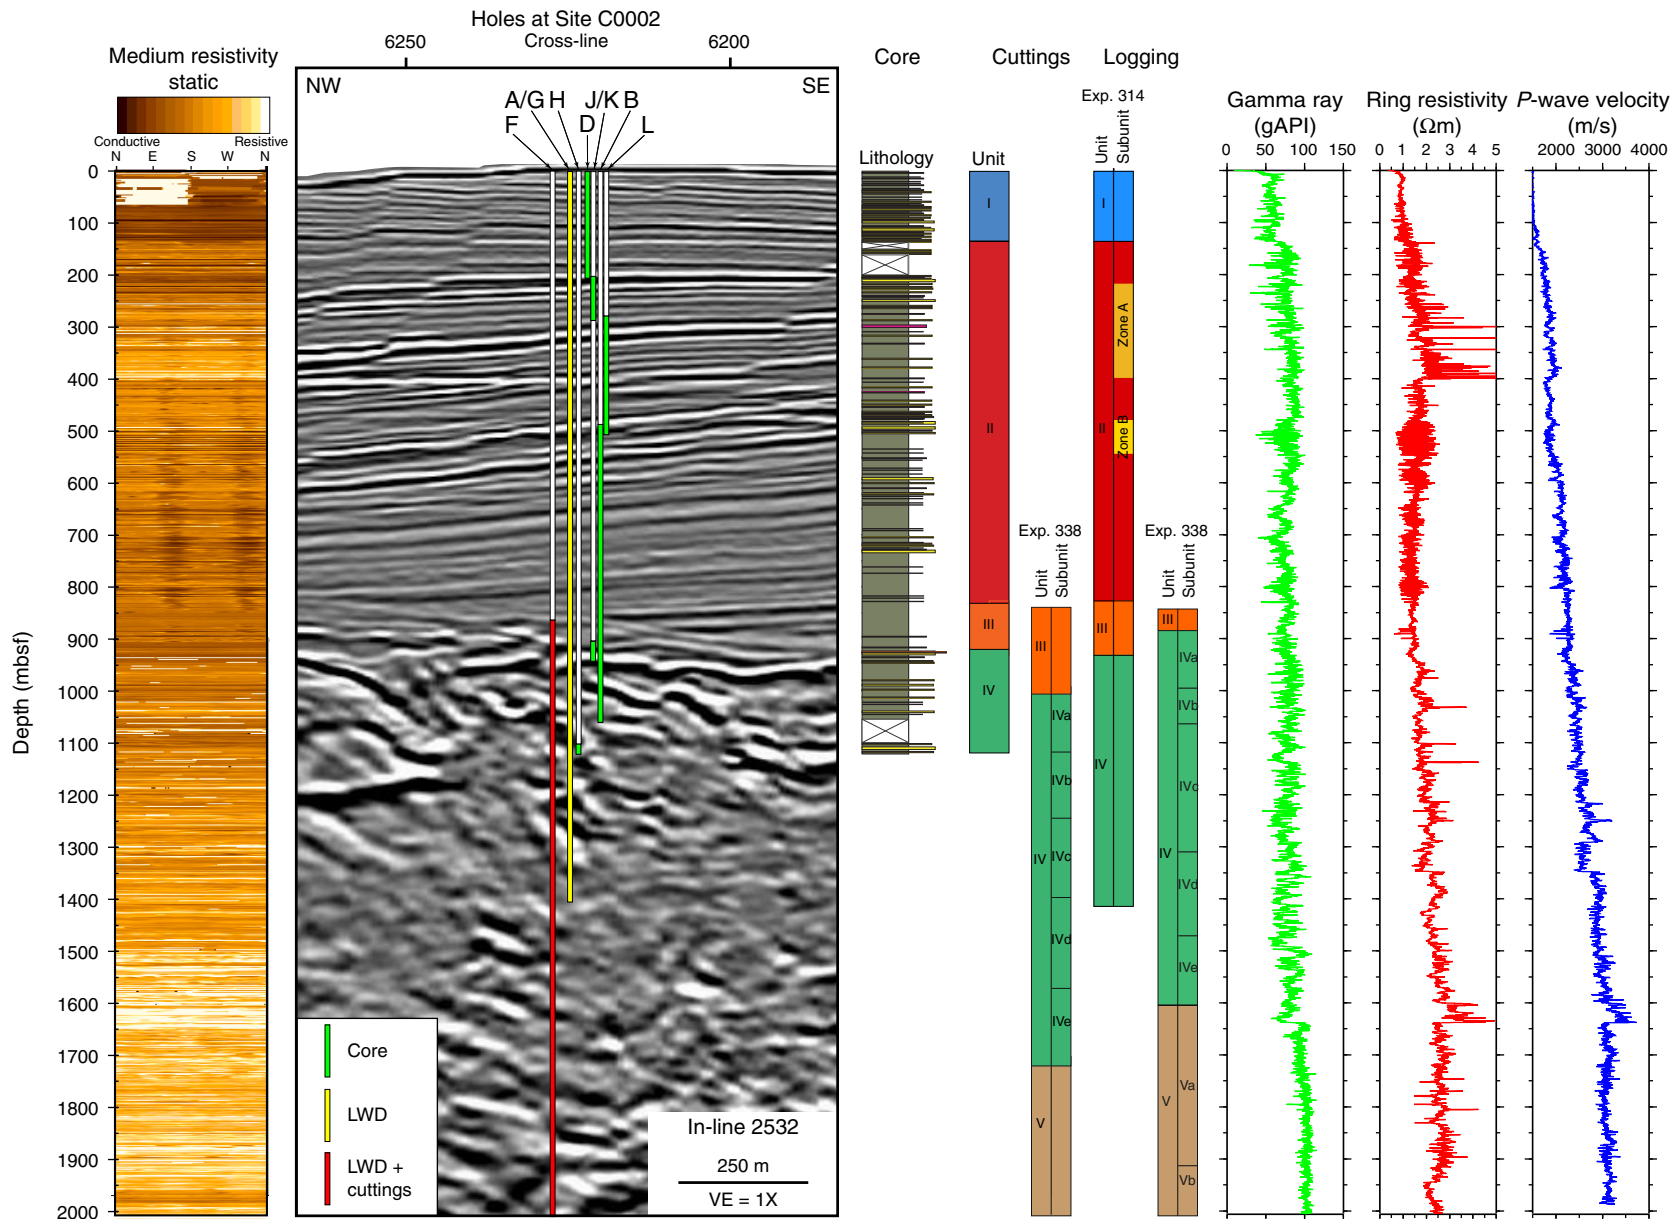 Holes at Site C0002
6250
Cross-line
6200
Medium resistivity
static
Conductive
Resistive
N
E
S
W
N
NW
SE
A/G
H
J/K
B
F
D
L
Core
Cuttings
Logging
Exp. 314
Lithology
Unit
Unit
Subunit
Gamma ray
(gAPI)
0
50
100
150
Ring resistivity
(Ωm)
0
1
2
3
4
5
P-wave velocity
(m/s)
2000
3000
4000
Depth (mbsf)
0
100
200
300
400
500
600
700
800
900
1000
1100
1200
1300
1400
1500
1600
1700
1800
1900
2000
I
II
III
IV
Exp. 338
Unit
Subunit
III
IV
IVa
IVb
IVc
IVd
IVe
V
I
II
Zone A
Zone B
III
IV
Exp. 338
Unit
Subunit
III
IV
IVa
IVb
IVc
IVd
IVe
V
Va
Vb
Core
LWD
LWD +
cuttings
In-line 2532
250 m
VE = 1X